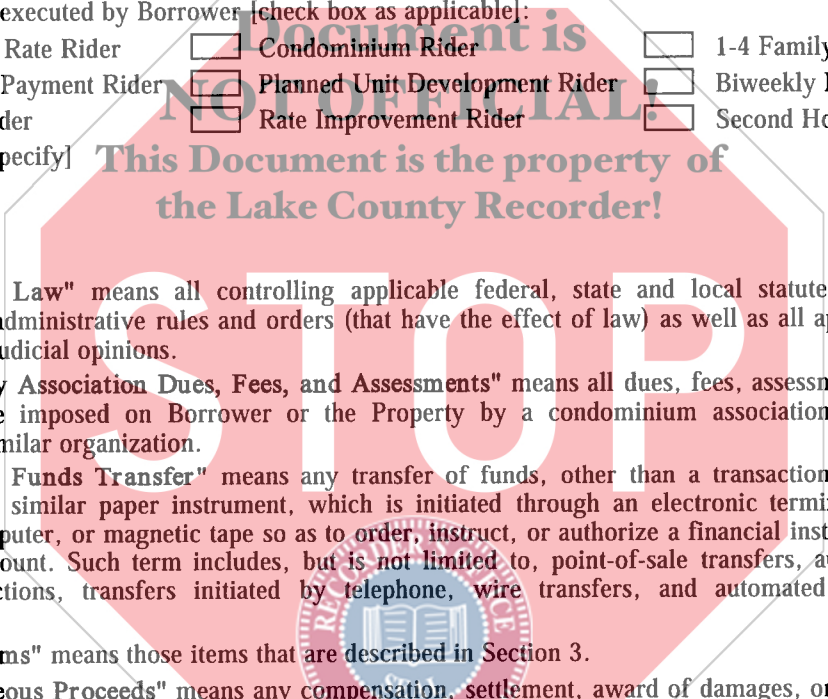 executed by Borrower [check box as applicable]:
Document is
Rate Rider Condominium Rider 1-4 Family
Payment Rider Planned Unit Development Rider Biweekly
NOT OFFICIAL!
der Rate Improvement Rider Second Ho
pecify]
This Document is the property of
the Lake County Recorder!
STOP
Law" means all controlling applicable federal, state and local statute
dministrative rules and orders (that have the effect of law) as well as all a
udicial opinions.
y Association Dues, Fees, and Assessments" means all dues, fees, assessn
e imposed on Borrower or the Property by a condominium association
milar organization.
Funds Transfer" means any transfer of funds, other than a transaction
similar paper instrument, which is initiated through an electronic termi
puter, or magnetic tape so as to order, instruct, or authorize a financial inst
ount. Such term includes, but is not limited to, point-of-sale transfers, a
ctions, transfers initiated by telephone, wire transfers, and automated
RECORDER'S OFFICE
SEAL
ms" means those items that are described in Section 3.
eous Proceeds" means any compensation, settlement, award of damages, o